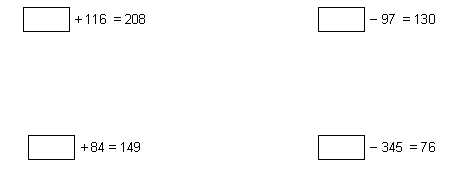 + 116 = 208
− 97 = 130
+ 84 = 149
− 345 = 76